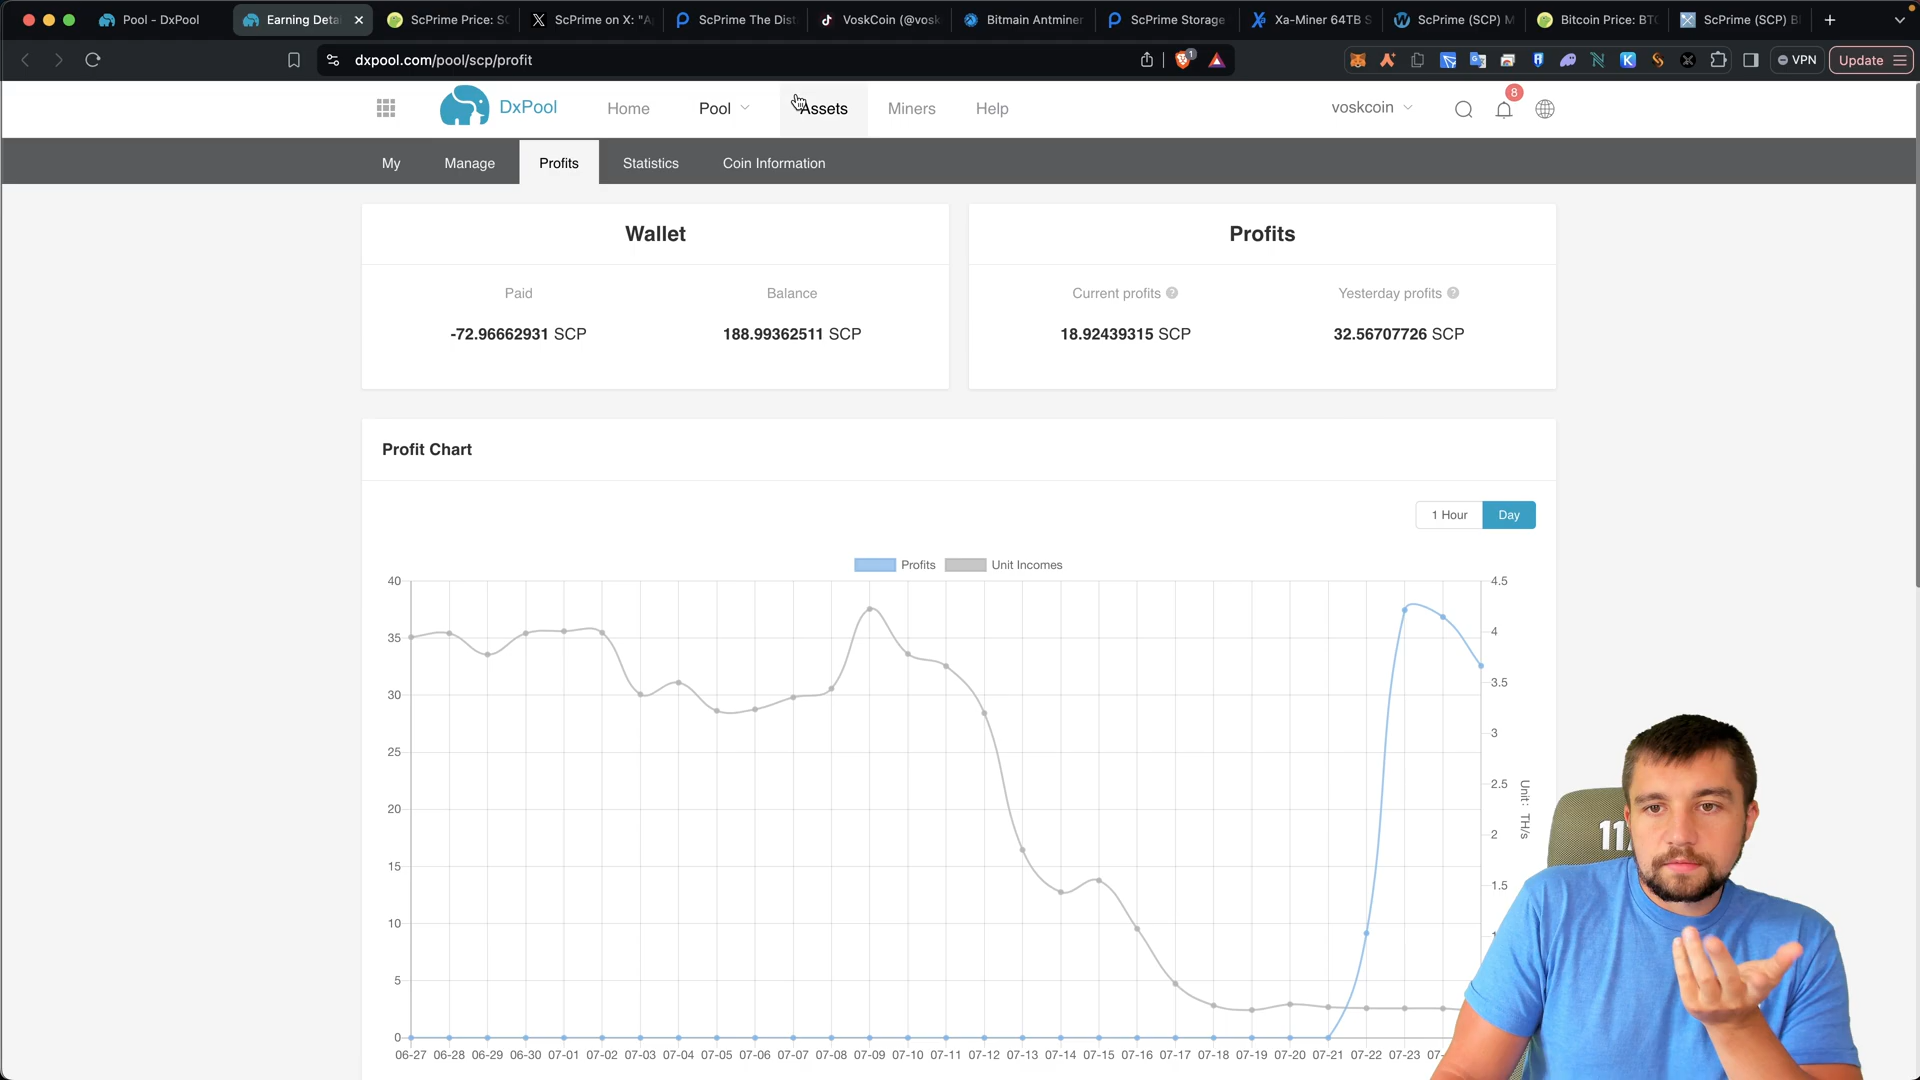 Pool - DxPool
Earning Deta
ScPrime Price: SC
ScPrime on X: "A
ScPrime The Dist
VoskCoin (@vosk
Bitmain Antminer
ScPrime Storage
Xa-Miner 64TB S
ScPrime (SCP) M
Bitcoin Price: BTC
ScPrime (SCP) B
dxpool.com/pool/scp/profit
1
VPN
Update
DxPool
Home
Pool
Assets
Miners
Help
voskcoin
8
My
Manage
Profits
Statistics
Coin Information
Wallet
Paid
Balance
-72.96662931 SCP
188.99362511 SCP
Profits
Current profits
Yesterday profits
18.92439315 SCP
32.56707726 SCP
Profit Chart
1 Hour
Day
Profits
Unit Incomes
40
35
30
25
20
15
10
5
0
4.5
4
3.5
3
2.5
2
1.5
Unit: TH/s
06-27 06-28 06-29 06-30 07-01 07-02 07-03 07-04 07-05 07-06 07-07 07-08 07-09 07-10 07-11 07-12 07-13 07-14 07-15 07-16 07-17 07-18 07-19 07-20 07-21 07-22 07-23 07-
11